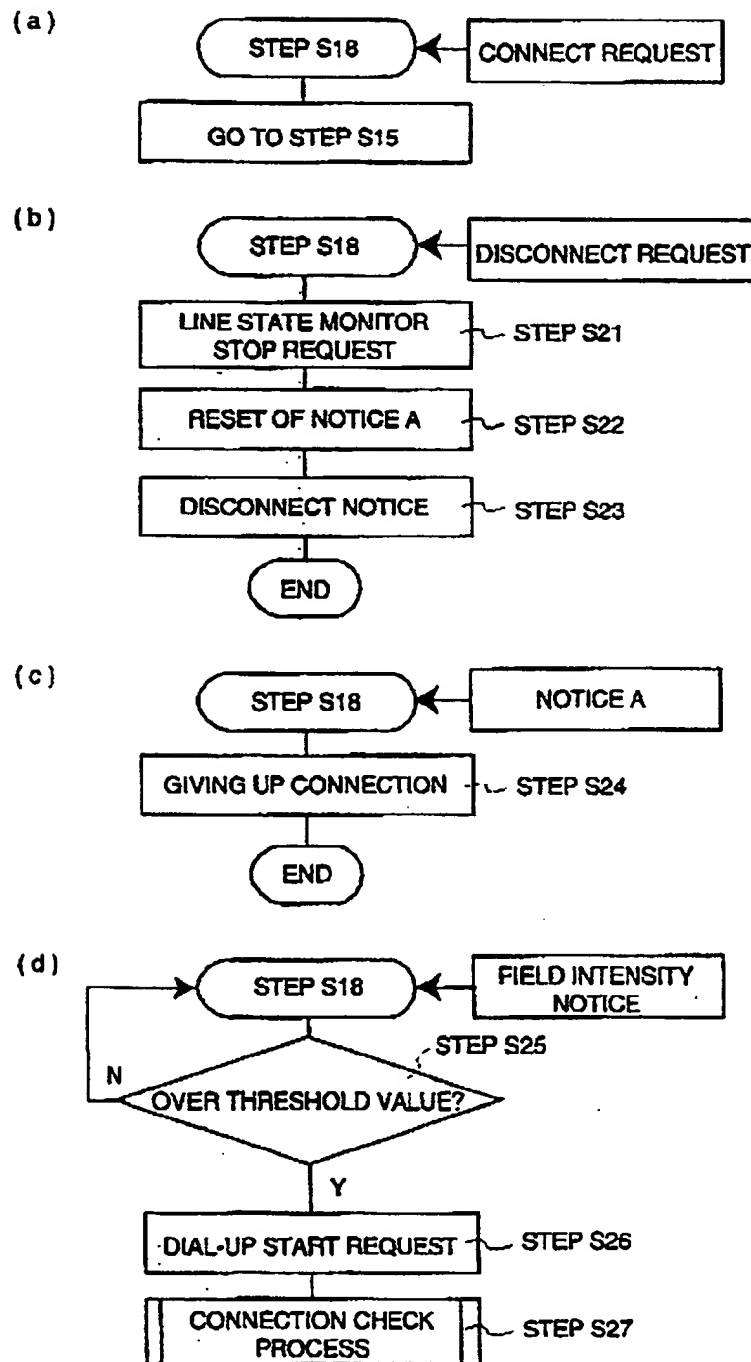 (a)
STEP S18
CONNECT REQUEST
GO TO STEP S15
(b)
STEP S18
DISCONNECT REQUEST
LINE STATE MONITOR
STOP REQUEST
STEP S21
RESET OF NOTICE A
STEP S22
DISCONNECT NOTICE
STEP S23
END
(c)
STEP S18
NOTICE A
GIVING UP CONNECTION
STEP S24
END
(d)
STEP S18
FIELD INTENSITY
NOTICE
STEP S25
N
OVER THRESHOLD VALUE?
Y
DIAL-UP START REQUEST
STEP S26
CONNECTION CHECK
PROCESS
STEP S27